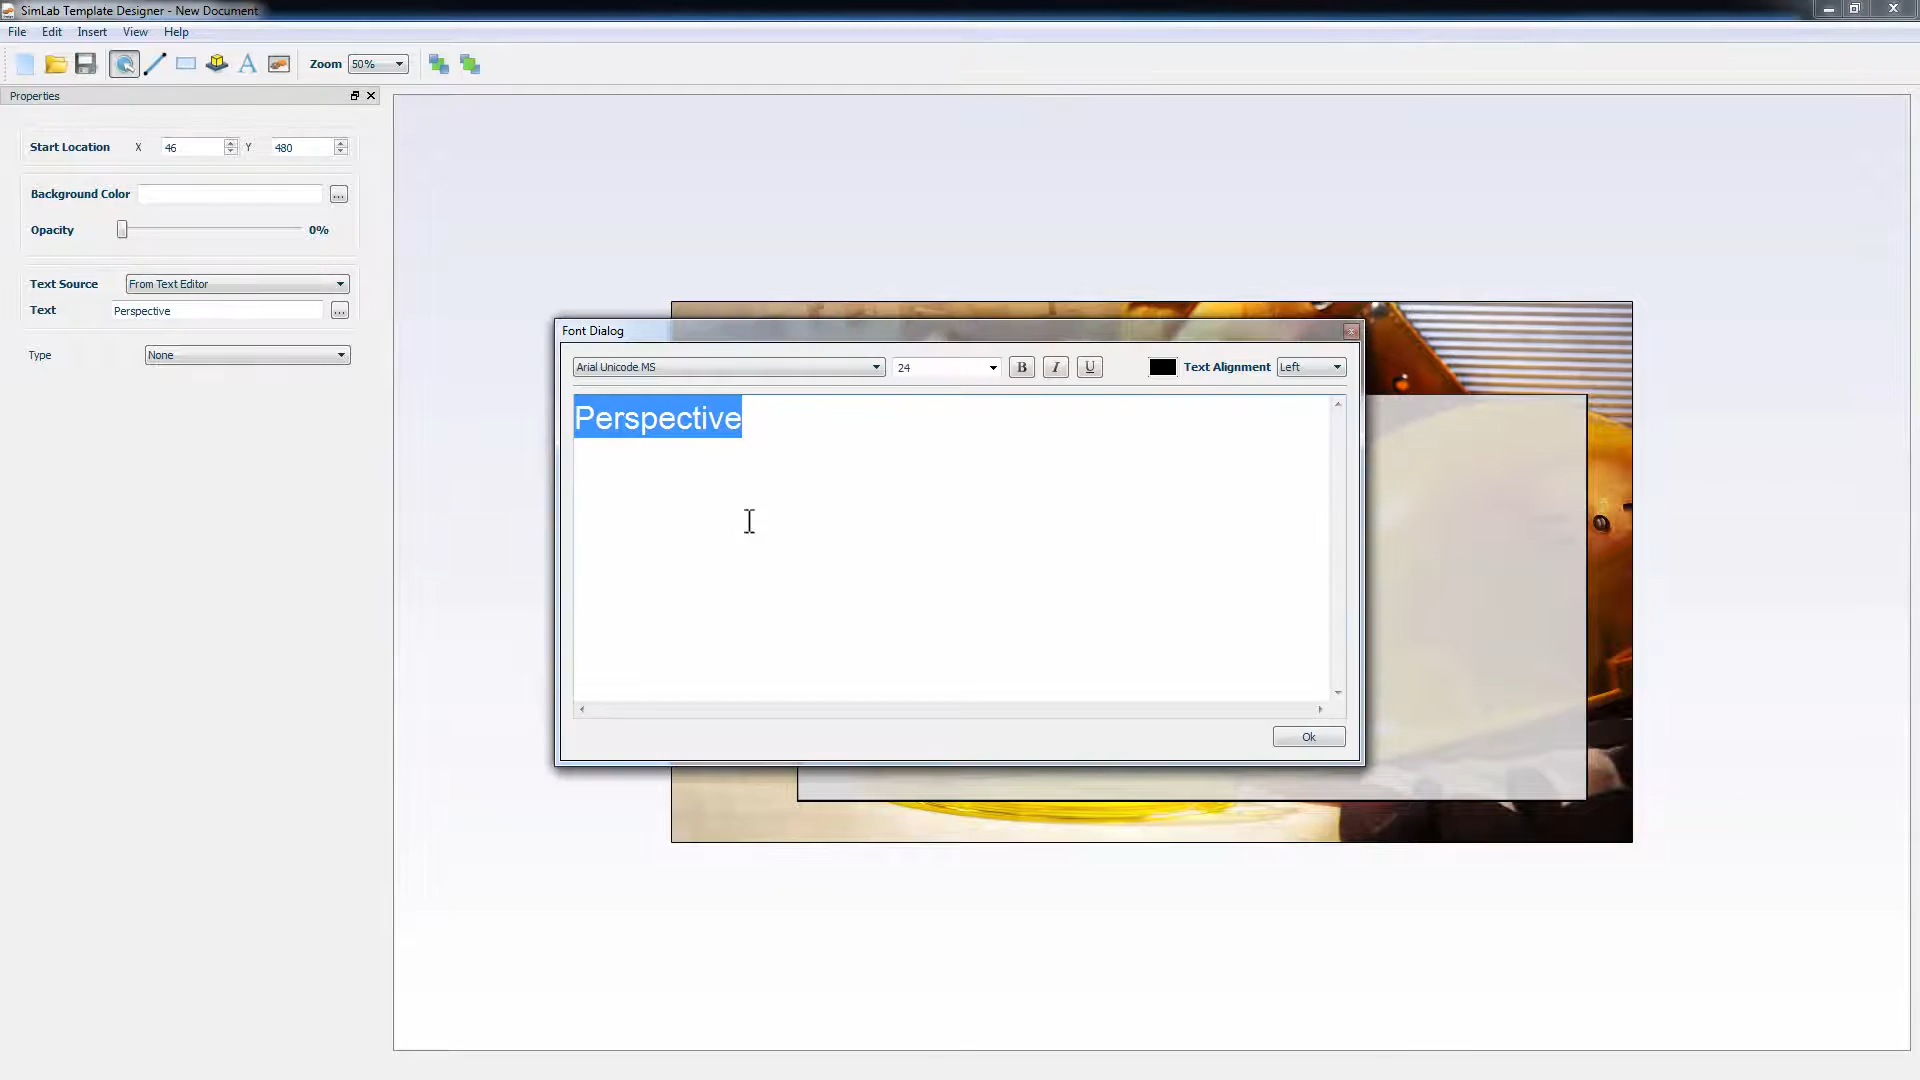 SimLab Template Designer - New Document
File Edit Insert View Help
Zoom 50%
Properties
Start Location X 46 Y 480
Background Color ...
Opacity 0%
Text Source From Text Editor
Text Perspective ...
Type None
Font Dialog
Arial Unicode MS 24 B I U Text Alignment Left
Perspective
Ok